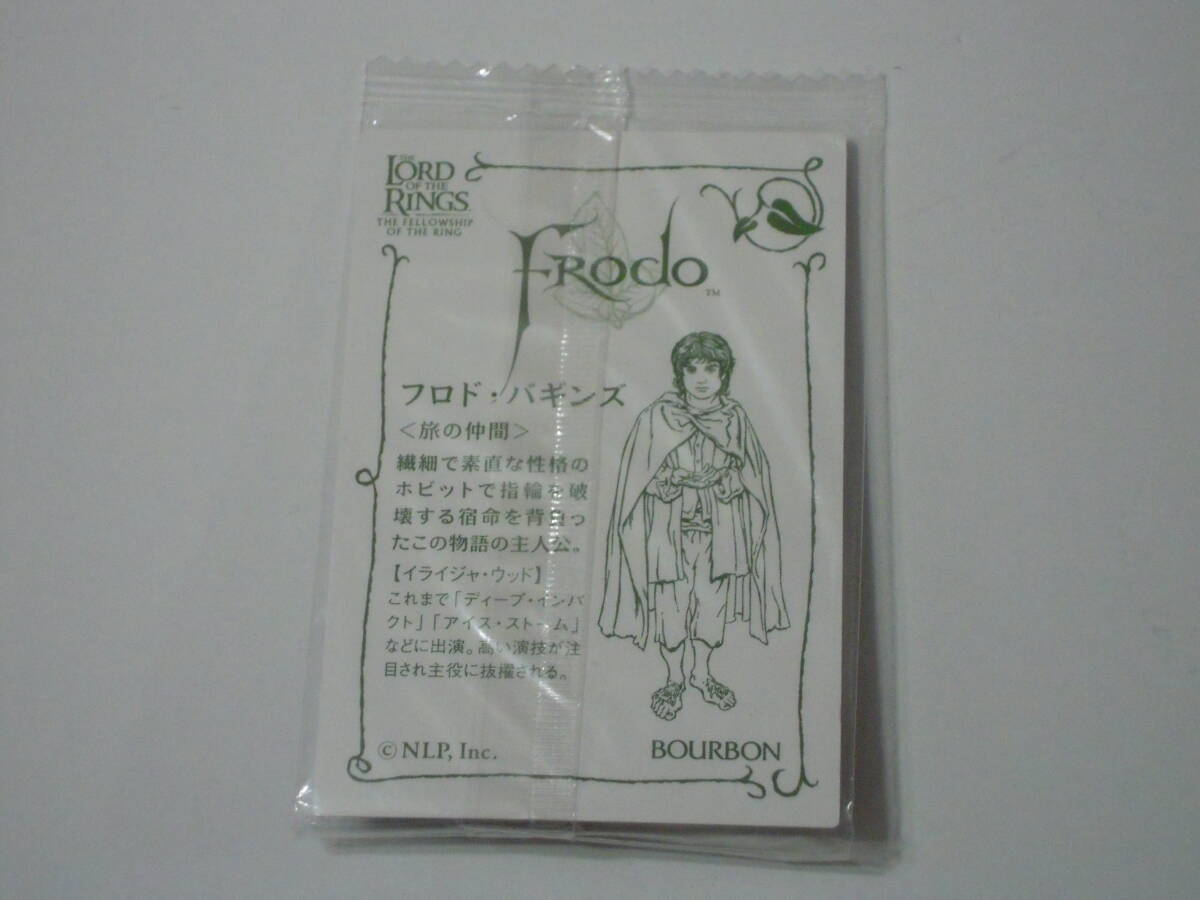 THE
LORD
OF THE
RINGS
THE FELLOWSHIP
OF THE RING
Frodo™
フロド・バギンズ
＜旅の仲間＞
繊細で素直な性格の
ホビットで指輪を破
壊する宿命を背負っ
たこの物語の主人公。
【イライジャ・ウッド】
これまで「ディープ・インパ
クト」「アイス・ストーム」
などに出演。高い演技が注
目され主役に抜擢される。
©NLP, Inc.
BOURBON